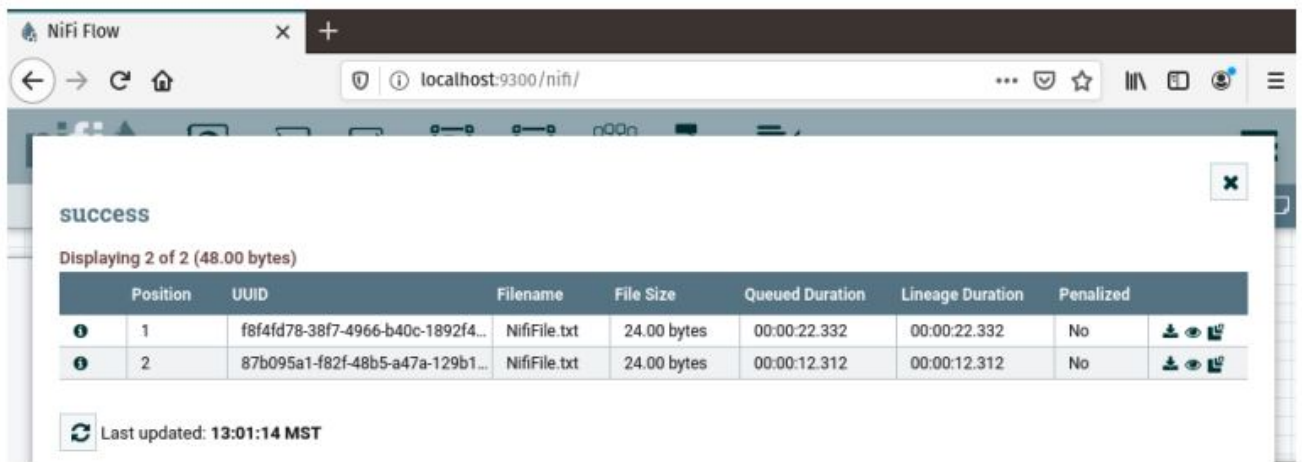 NiFi Flow
localhost:9300/nifi/
success
Displaying 2 of 2 (48.00 bytes)
Position UUID Filename File Size Queued Duration Lineage Duration Penalized
1 f8f4fd78-38f7-4966-b40c-1892f4... NifiFile.txt 24.00 bytes 00:00:22.332 00:00:22.332 No
2 87b095a1-f82f-48b5-a47a-129b1... NifiFile.txt 24.00 bytes 00:00:12.312 00:00:12.312 No
Last updated: 13:01:14 MST